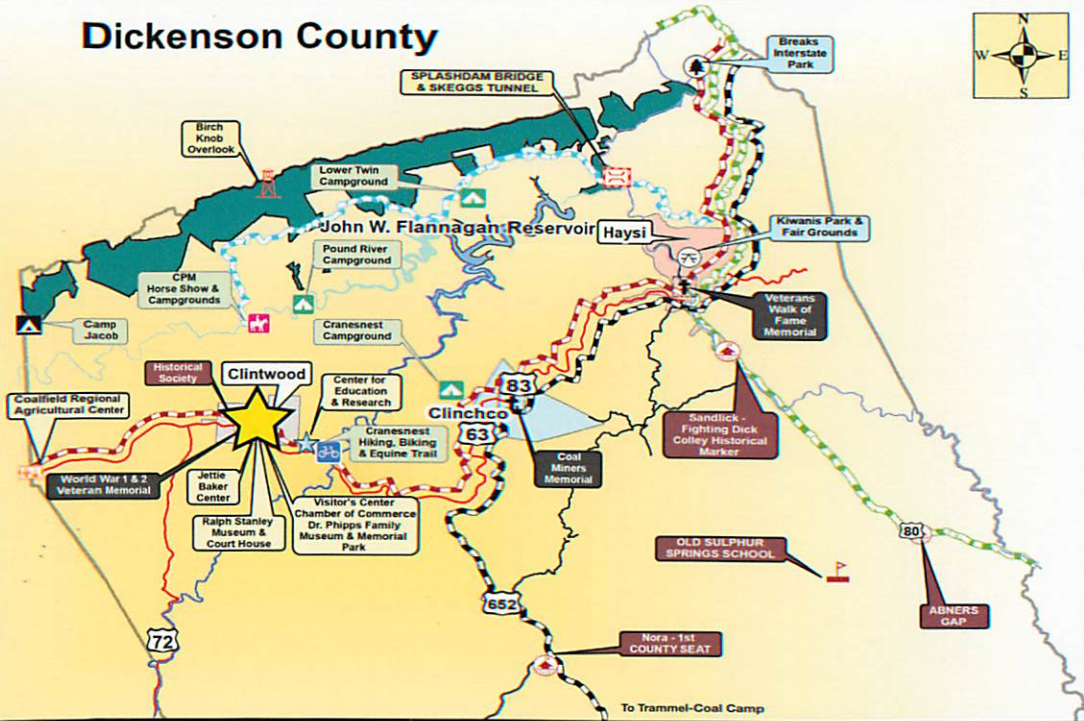 Dickenson County
N
W
E
S
Breaks
Interstate
Park
SPLASHDAM BRIDGE
& SKEGGS TUNNEL
Birch
Knob
Overlook
Lower Twin
Campground
John W. Flannagan Reservoir
Haysi
Kiwanis Park &
Fair Grounds
Pound River
Campground
CPM
Horse Show &
Campgrounds
Camp
Jacob
Cranesnest
Campground
Veterans
Walk of
Fame
Memorial
Historical
Society
Clintwood
Center for
Education
& Research
83
Coalfield Regional
Agricultural Center
Clinchco
63
Cranesnest
Hiking, Biking
& Equine Trail
Sandlick -
Fighting Dick
Colley Historical
Marker
Coal
Miners
Memorial
World War 1 & 2
Veteran Memorial
Jettie
Baker
Center
Ralph Stanley
Museum &
Court House
Visitor's Center
Chamber of Commerce
Dr. Phipps Family
Museum & Memorial
Park
80
OLD SULPHUR
SPRINGS SCHOOL
ABNERS
GAP
652
72
Nora - 1st
COUNTY SEAT
To Trammel-Coal Camp